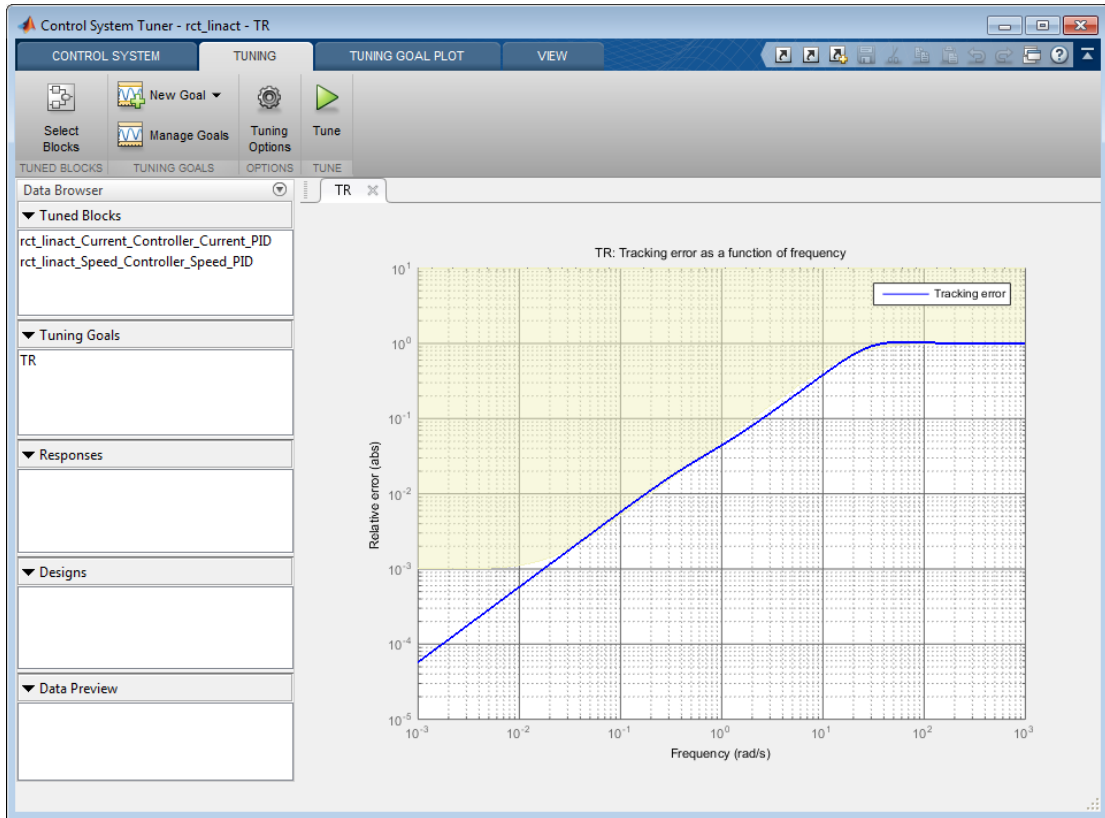 Control System Tuner - rct_linact - TR
CONTROL SYSTEM
TUNING
TUNING GOAL PLOT
VIEW
Select Blocks
New Goal
Manage Goals
Tuning Options
Tune
TUNED BLOCKS
TUNING GOALS
OPTIONS
TUNE
Data Browser
Tuned Blocks
rct_linact_Current_Controller_Current_PID
rct_linact_Speed_Controller_Speed_PID
Tuning Goals
TR
Responses
Designs
Data Preview
TR
TR: Tracking error as a function of frequency
Tracking error
Relative error (abs)
10^1
10^0
10^-1
10^-2
10^-3
10^-4
10^-5
10^-3
10^-2
10^-1
10^0
10^1
10^2
10^3
Frequency (rad/s)